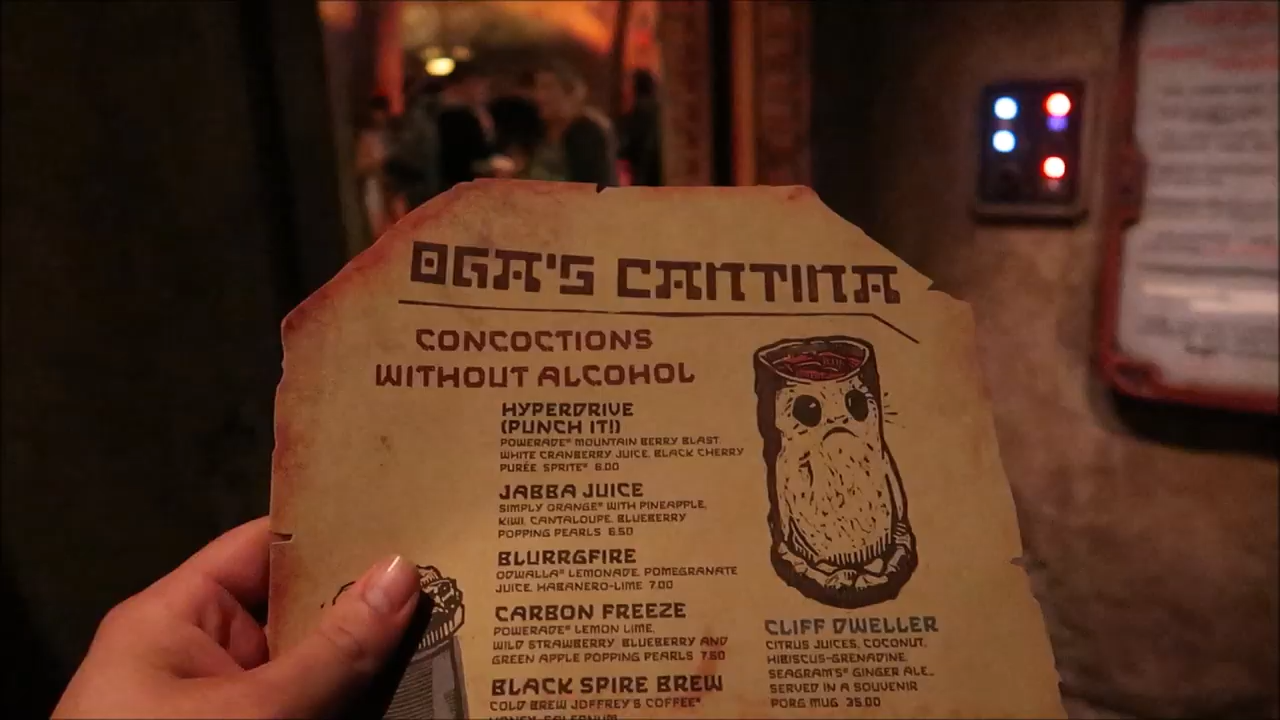 OGA'S CANTINA
CONCOCTIONS
WITHOUT ALCOHOL
HYPERDRIVE
(PUNCH IT!)
POWERADE® MOUNTAIN BERRY BLAST,
WHITE CRANBERRY JUICE, BLACK CHERRY
PURÉE, SPRITE® 6.00
JABBA JUICE
SIMPLY ORANGE® WITH PINEAPPLE,
KIWI, CANTALOUPE, BLUEBERRY
POPPING PEARLS 6.50
BLURRGFIRE
ODWALLA® LEMONADE, POMEGRANATE
JUICE, HABANERO-LIME 7.00
CARBON FREEZE
POWERADE® LEMON LIME,
WILD STRAWBERRY, BLUEBERRY AND
GREEN APPLE POPPING PEARLS 7.50
BLACK SPIRE BREW
COLD BREW JOFFREY'S COFFEE®
HONEY, FALERNUM
CLIFF DWELLER
CITRUS JUICES, COCONUT,
HIBISCUS-GRENADINE,
SEAGRAM'S® GINGER ALE,
SERVED IN A SOUVENIR
PORG MUG 35.00